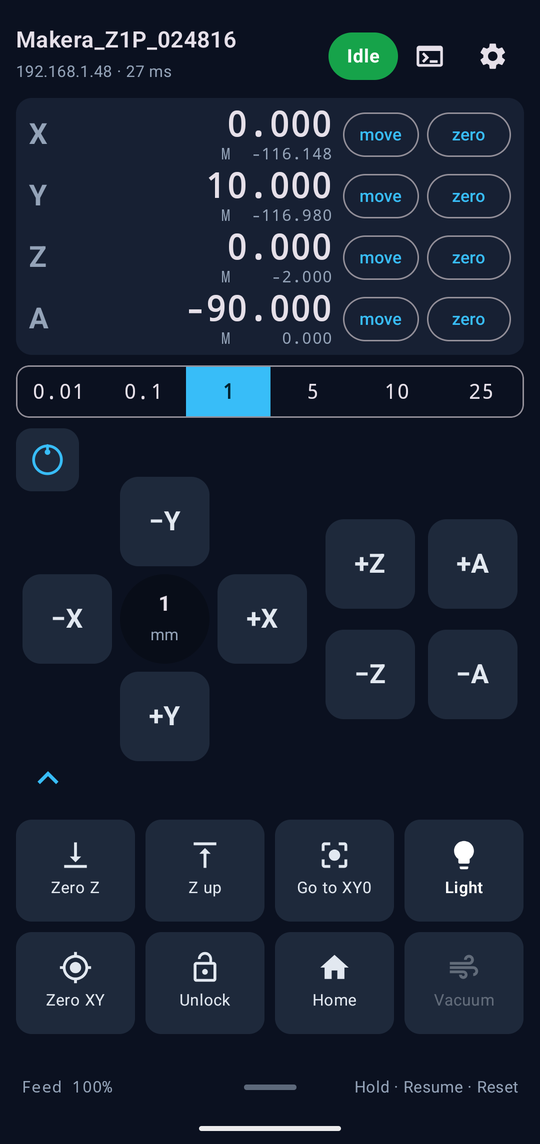 Makera_Z1P_024816
192.168.1.48 · 27 ms
Idle
X 0.000 move zero
M -116.148
Y 10.000 move zero
M -116.980
Z 0.000 move zero
M -2.000
A -90.000 move zero
M 0.000
0.01 0.1 1 5 10 25
−Y
+Z +A
−X 1 mm +X
−Z −A
+Y
Zero Z Z up Go to XY0 Light
Zero XY Unlock Home Vacuum
Feed 100% Hold · Resume · Reset